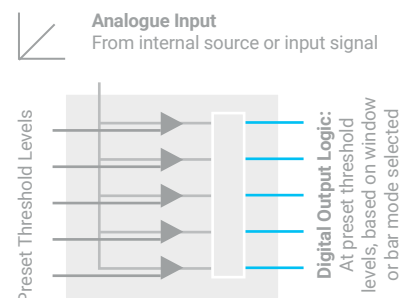 Analogue Input
From internal source or input signal
Preset Threshold Levels
Digital Output Logic:
At preset threshold
levels, based on window
or bar mode selected